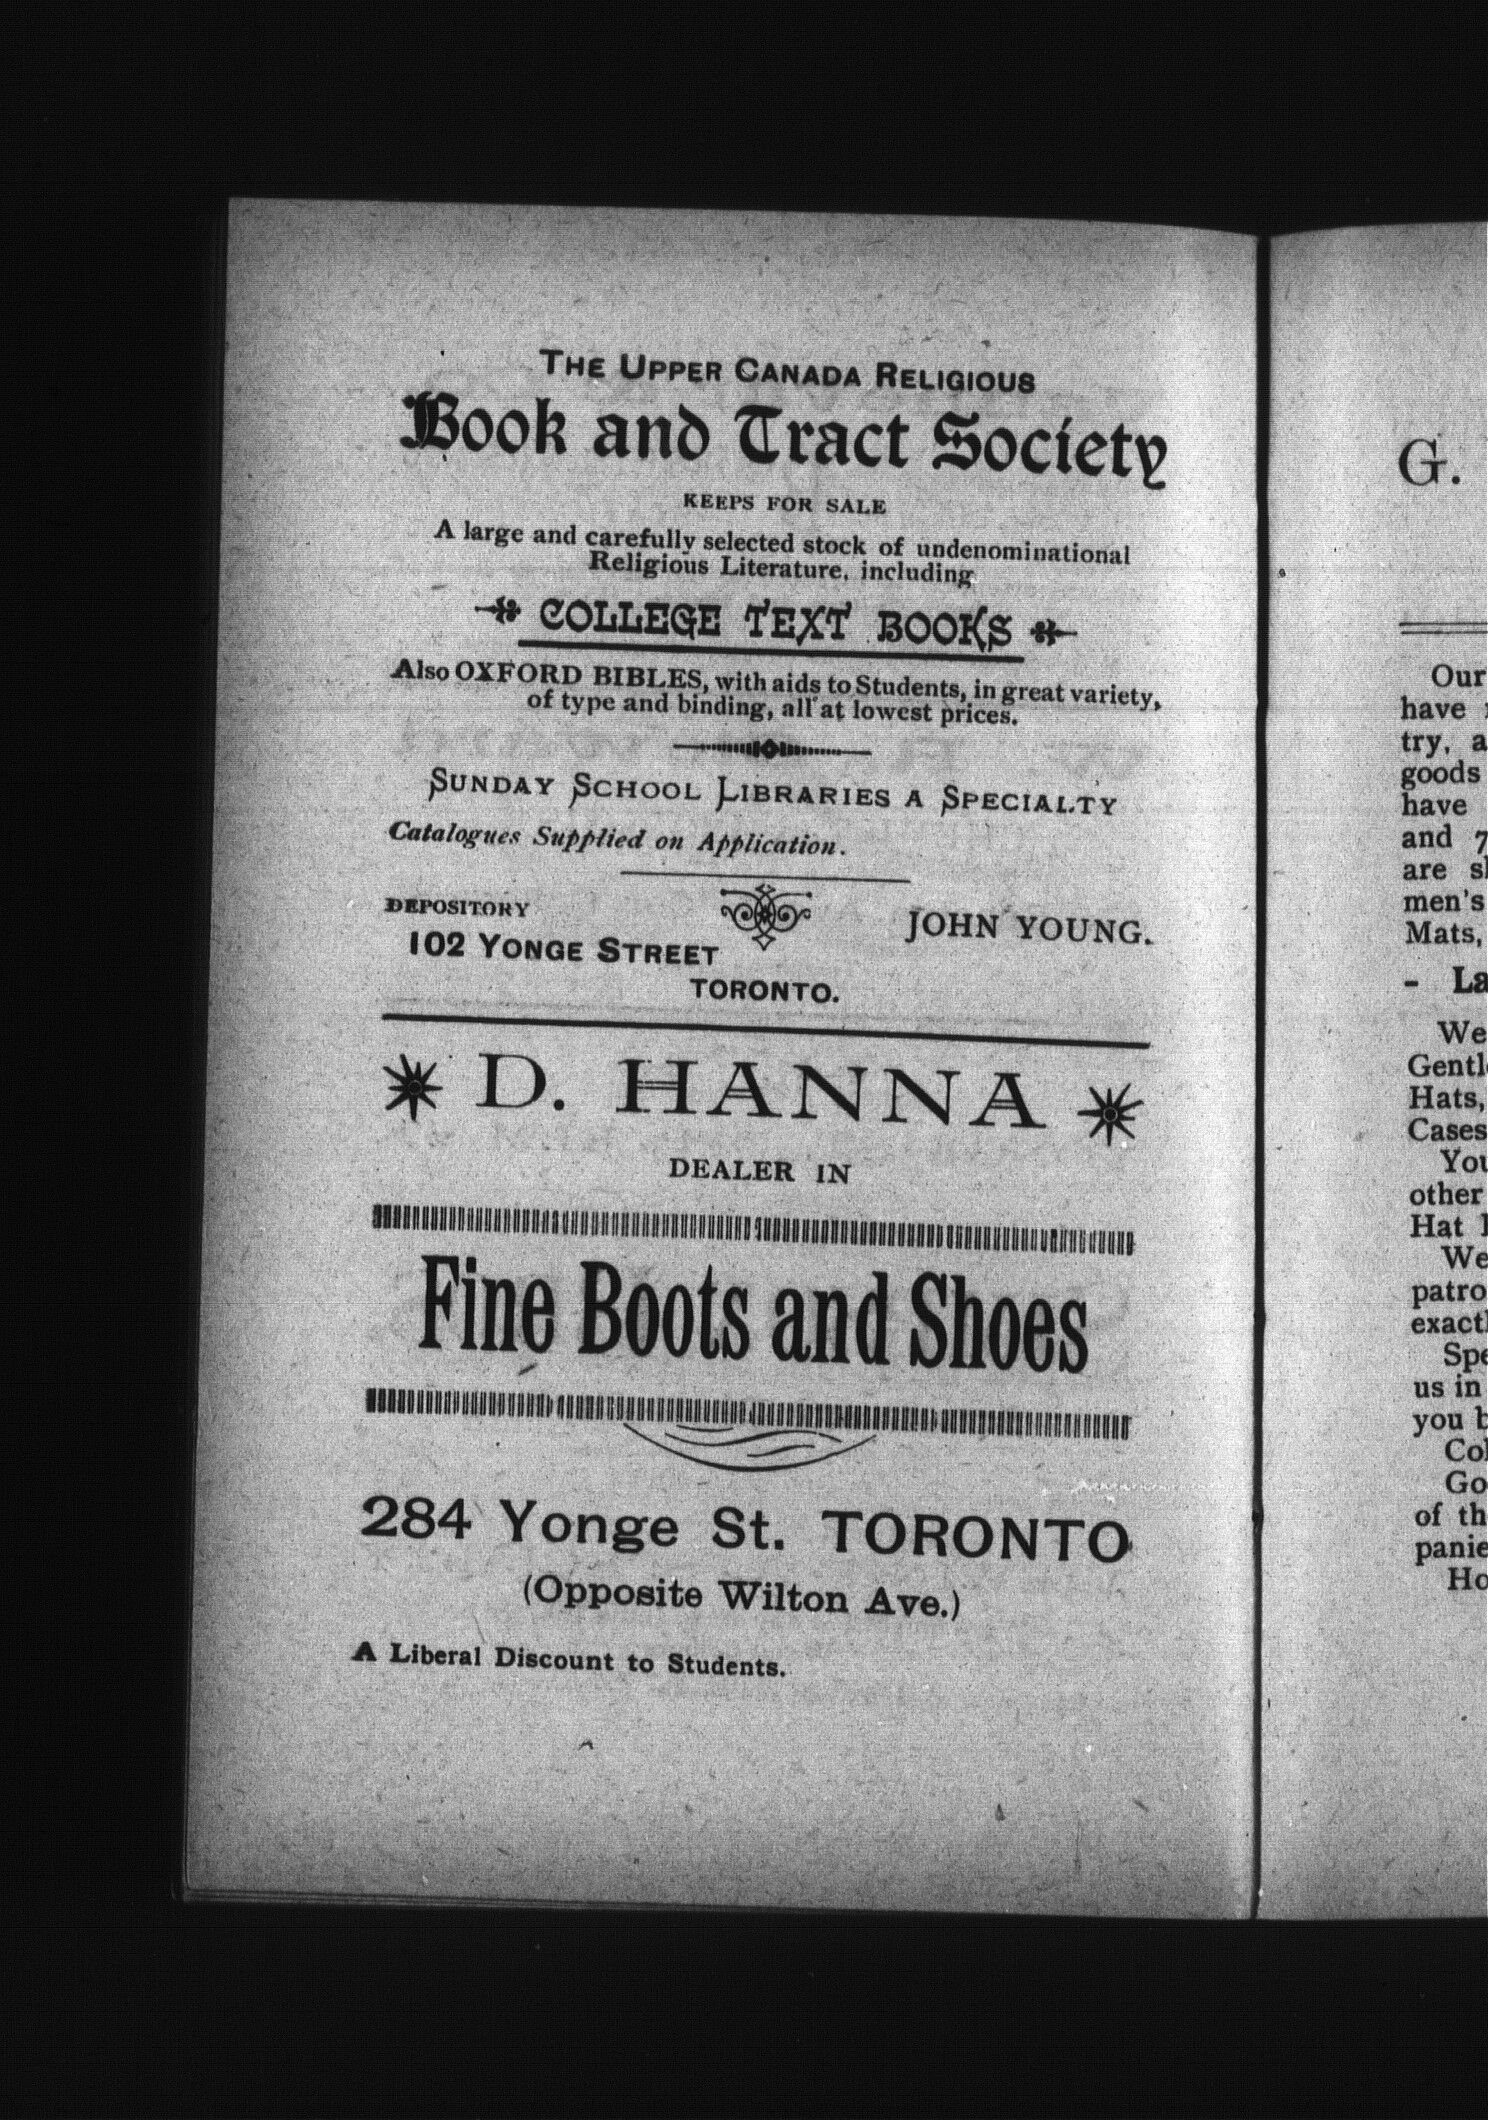 THE UPPER CANADA RELIGIOUS
Book and Tract Society
KEEPS FOR SALE
A large and carefully selected stock of undenominational
Religious Literature, including
COLLEGE TEXT BOOKS
Also OXFORD BIBLES, with aids to Students, in great variety,
of type and binding, all at lowest prices.
SUNDAY SCHOOL LIBRARIES A SPECIALTY
Catalogues Supplied on Application.
DEPOSITORY
102 YONGE STREET
JOHN YOUNG.
TORONTO.
D. HANNA
DEALER IN
Fine Boots and Shoes
284 Yonge St. TORONTO
(Opposite Wilton Ave.)
A Liberal Discount to Students.
G.
Our
have
try, a
goods
have
and 7
are
men's
Mats,
- La
We
Gentl
Hats,
Cases
You
other
Hat
We
patro
exactl
Spe
us in
you b
Col
Go
of th
panie
Ho